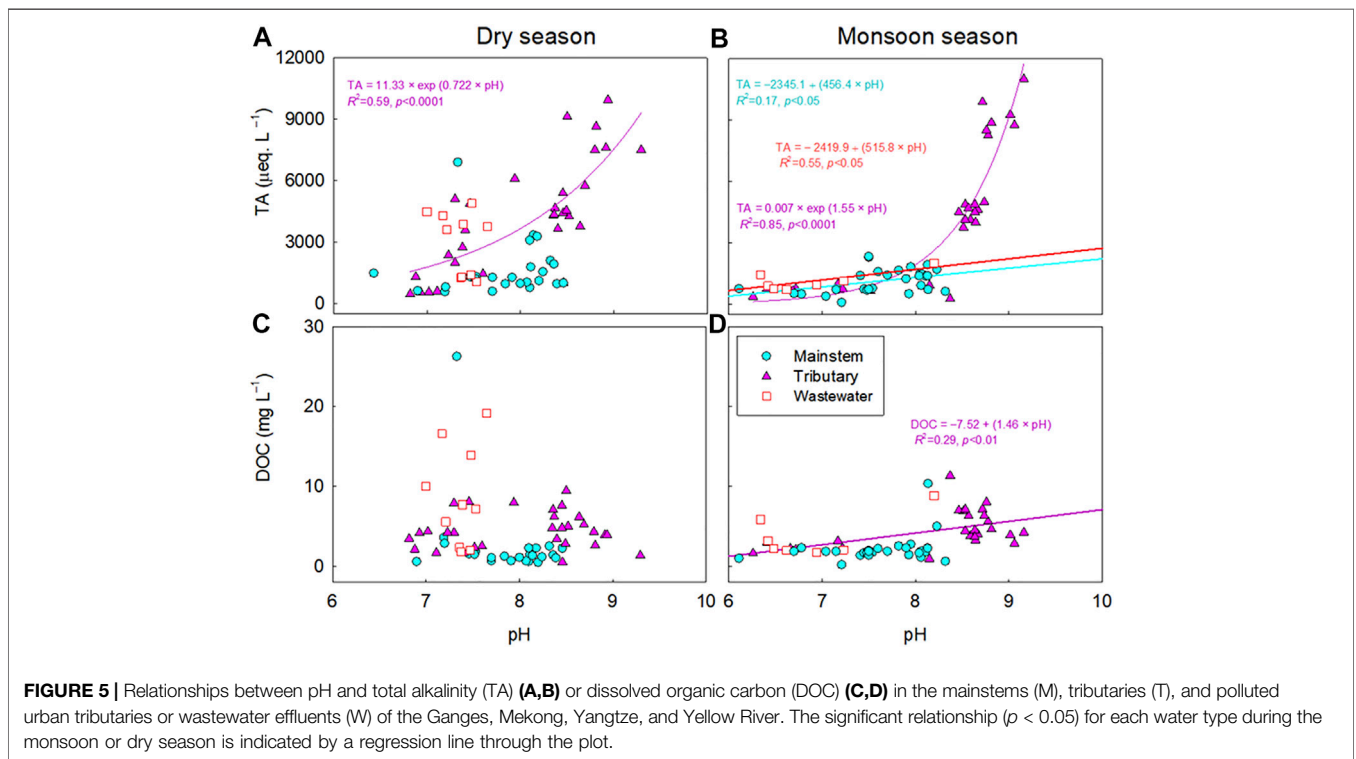 A Dry season
B Monsoon season
12000
9000
6000
3000
0
TA (µeq. L⁻¹)
TA = 11.33 × exp (0.722 × pH)
R²=0.59, p<0.0001
TA = −2345.1 + (456.4 × pH)
R²=0.17, p<0.05
TA = − 2419.9 + (515.8 × pH)
R²=0.55, p<0.05
TA = 0.007 × exp (1.55 × pH)
R²=0.85, p<0.0001
C
D
30
20
10
0
DOC (mg L⁻¹)
Mainstem
Tributary
Wastewater
DOC = −7.52 + (1.46 × pH)
R²=0.29, p<0.01
6 7 8 9 10
6 7 8 9 10
pH
pH
FIGURE 5 | Relationships between pH and total alkalinity (TA) (A,B) or dissolved organic carbon (DOC) (C,D) in the mainstems (M), tributaries (T), and polluted
urban tributaries or wastewater effluents (W) of the Ganges, Mekong, Yangtze, and Yellow River. The significant relationship (p < 0.05) for each water type during the
monsoon or dry season is indicated by a regression line through the plot.